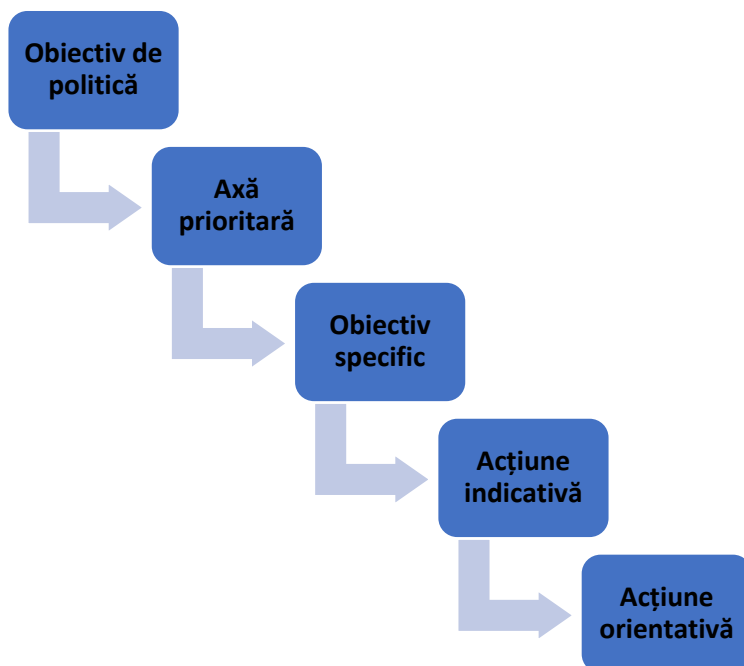 Obiectiv de
politică
Axă
prioritară
Obiectiv
specific
Acțiune
indicativă
Acțiune
orientativă